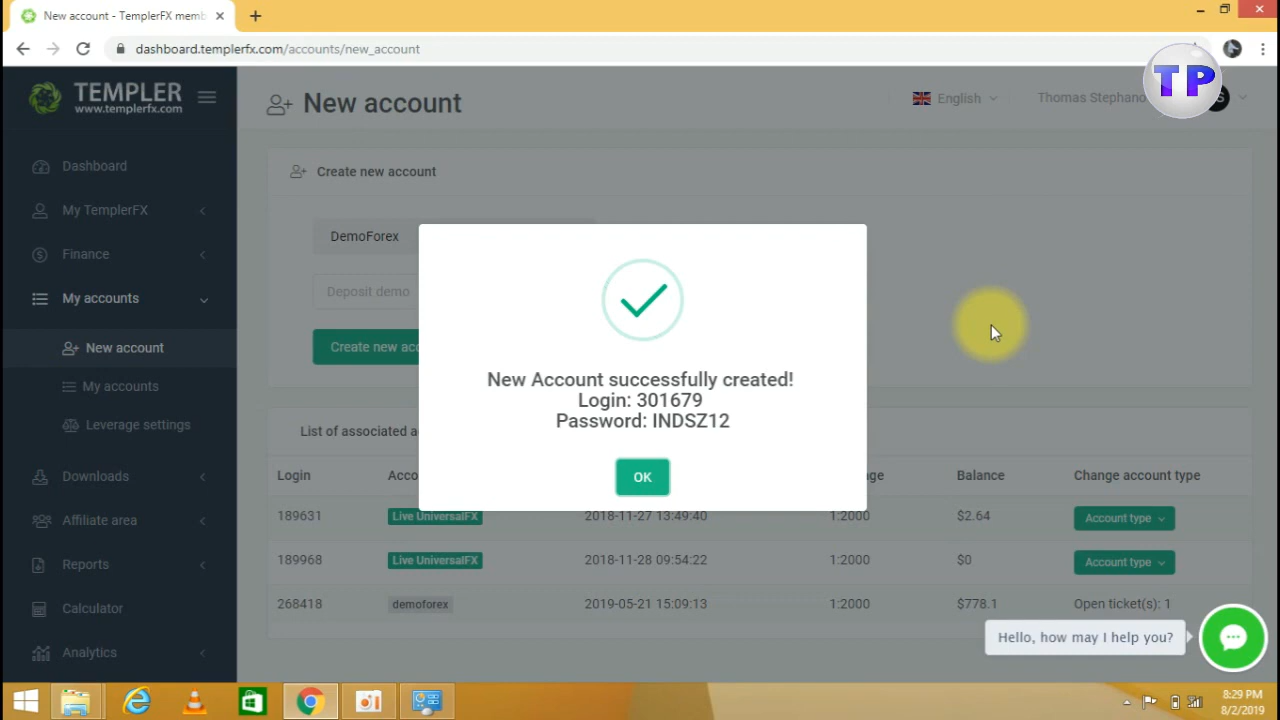 New account - TemplerFX memb
dashboard.templerfx.com/accounts/new_account
TEMPLER
www.templerfx.com
New account
English
Thomas Stephano
TP
Dashboard
My TemplerFX
Finance
My accounts
New account
My accounts
Leverage settings
Downloads
Affiliate area
Reports
Calculator
Analytics
Create new account
DemoForex
Deposit demo
Create new acc
New Account successfully created!
Login: 301679
Password: INDSZ12
OK
List of associated a
Login Acco ge Balance Change account type
189631 Live UniversalFX 2018-11-27 13:49:40 1:2000 $2.64 Account type
189968 Live UniversalFX 2018-11-28 09:54:22 1:2000 $0 Account type
268418 demoforex 2019-05-21 15:09:13 1:2000 $778.1 Open ticket(s): 1
Hello, how may I help you?
8:29 PM
8/2/2019